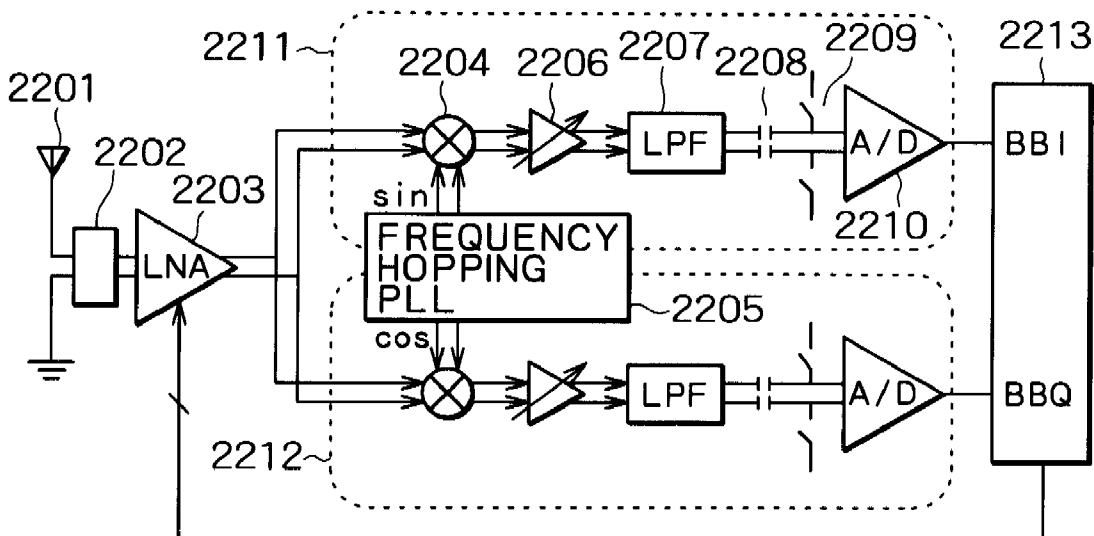 2211
2204
2206
2207
2208
2209
2213
2201
2202
2203
LPF
A/D
BBI
sin
2210
LNA
FREQUENCY
HOPPING
PLL
2205
cos
LPF
A/D
BBQ
2212